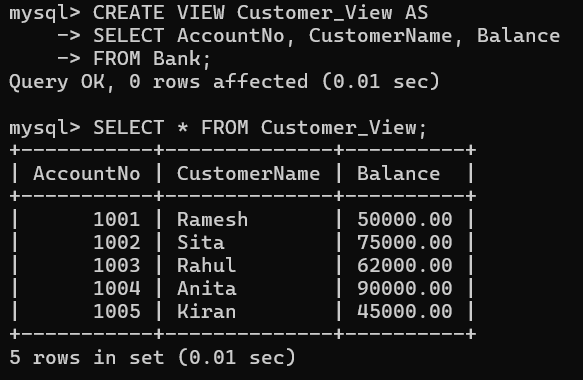 mysql> CREATE VIEW Customer_View AS
    -> SELECT AccountNo, CustomerName, Balance
    -> FROM Bank;
Query OK, 0 rows affected (0.01 sec)

mysql> SELECT * FROM Customer_View;
+-----------+--------------+----------+
| AccountNo | CustomerName | Balance  |
+-----------+--------------+----------+
|      1001 | Ramesh       | 50000.00 |
|      1002 | Sita         | 75000.00 |
|      1003 | Rahul        | 62000.00 |
|      1004 | Anita        | 90000.00 |
|      1005 | Kiran        | 45000.00 |
+-----------+--------------+----------+
5 rows in set (0.01 sec)